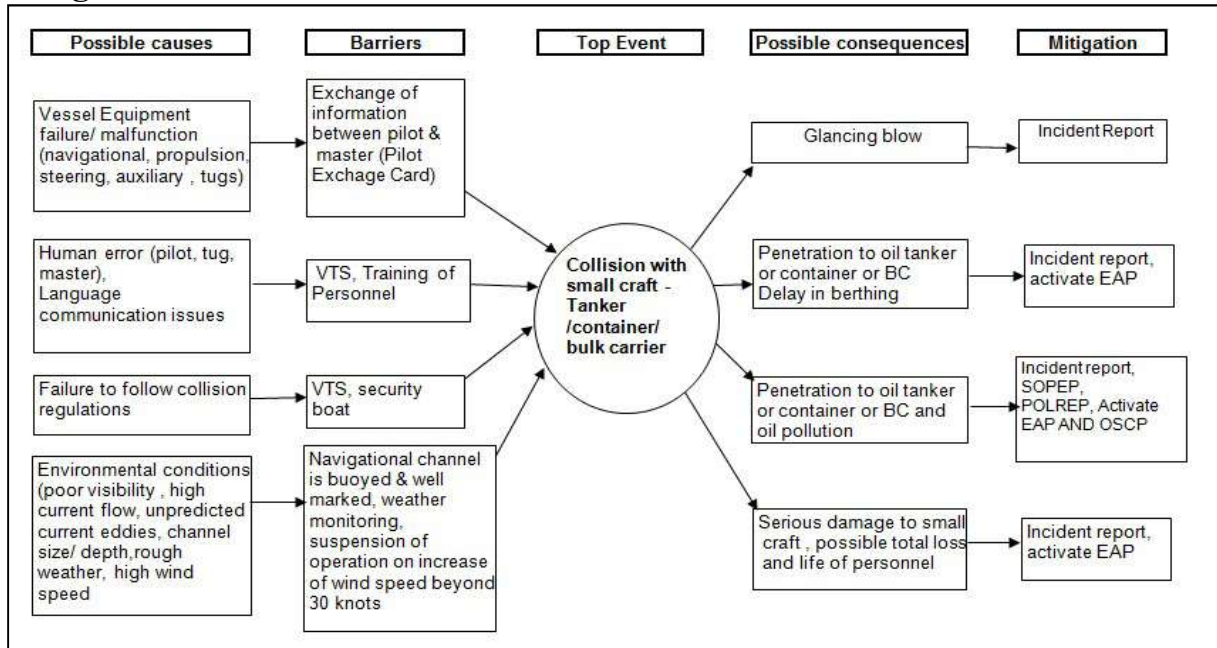 Possible causes
Barriers
Top Event
Possible consequences
Mitigation
Vessel Equipment
failure/ malfunction
(navigational, propulsion,
steering, auxiliary , tugs)
Exchange of
information
between pilot &
master (Pilot
Exchage Card)
Glancing blow
Incident Report
Human error (pilot, tug,
master),
Language
communication issues
VTS, Training of
Personnel
Collision with
small craft -
Tanker
/container/
bulk carrier
Penetration to oil tanker
or container or BC
Delay in berthing
Incident report,
activate EAP
Failure to follow collision
regulations
VTS, security
boat
Penetration to oil tanker
or container or BC and
oil pollution
Incident report,
SOPEP,
POLREP, Activate
EAP AND OSCP
Environmental conditions
(poor visibility , high
current flow, unpredicted
current eddies, channel
size/ depth,rough
weather, high wind
speed
Navigational channel
is buoyed & well
marked, weather
monitoring,
suspension of
operation on increase
of wind speed beyond
30 knots
Serious damage to small
craft , possible total loss
and life of personnel
Incident report,
activate EAP